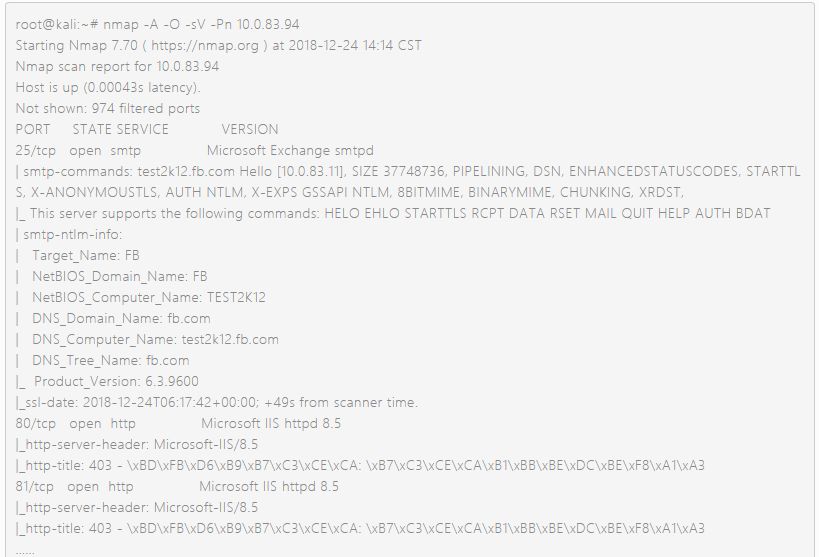 root@kali:~# nmap -A -O -sV -Pn 10.0.83.94
Starting Nmap 7.70 ( https://nmap.org ) at 2018-12-24 14:14 CST
Nmap scan report for 10.0.83.94
Host is up (0.00043s latency).
Not shown: 974 filtered ports
PORT STATE SERVICE VERSION
25/tcp open smtp Microsoft Exchange smtpd
| smtp-commands: test2k12.fb.com Hello [10.0.83.11], SIZE 37748736, PIPELINING, DSN, ENHANCEDSTATUSCODES, STARTTL
S, X-ANONYMOUSTLS, AUTH NTLM, X-EXPS GSSAPI NTLM, 8BITMIME, BINARYMIME, CHUNKING, XRDST,
|_ This server supports the following commands: HELO EHLO STARTTLS RCPT DATA RSET MAIL QUIT HELP AUTH BDAT
| smtp-ntlm-info:
| Target_Name: FB
| NetBIOS_Domain_Name: FB
| NetBIOS_Computer_Name: TEST2K12
| DNS_Domain_Name: fb.com
| DNS_Computer_Name: test2k12.fb.com
| DNS_Tree_Name: fb.com
|_ Product_Version: 6.3.9600
|_ssl-date: 2018-12-24T06:17:42+00:00; +49s from scanner time.
80/tcp open http Microsoft IIS httpd 8.5
|_http-server-header: Microsoft-IIS/8.5
|_http-title: 403 - \xBD\xFB\xD6\xB9\xB7\xC3\xCE\xCA: \xB7\xC3\xCE\xCA\xB1\xBB\xBE\xDC\xBE\xF8\xA1\xA3
81/tcp open http Microsoft IIS httpd 8.5
|_http-server-header: Microsoft-IIS/8.5
|_http-title: 403 - \xBD\xFB\xD6\xB9\xB7\xC3\xCE\xCA: \xB7\xC3\xCE\xCA\xB1\xBB\xBE\xDC\xBE\xF8\xA1\xA3
......